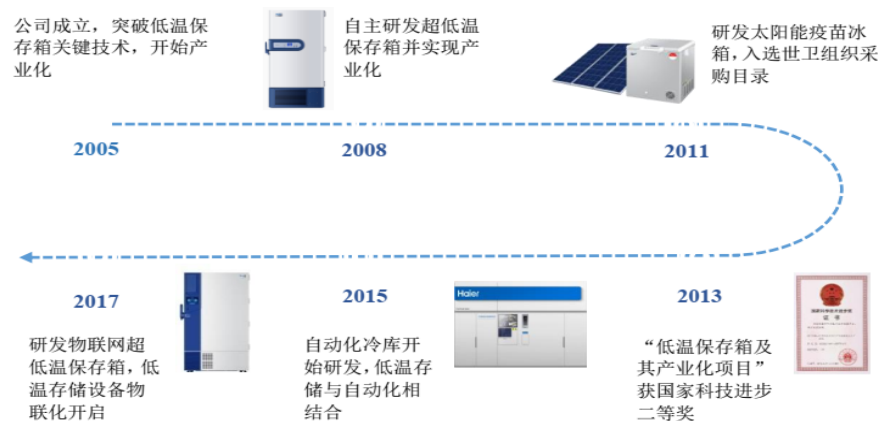 公司成立，突破低温保
存箱关键技术，开始产
业化
自主研发超低温
保存箱并实现产
业化
研发太阳能疫苗冰
箱，入选世卫组织采
购目录
2005
2008
2011
2017
2015
2013
Haier
证书
研发物联网超
低温保存箱，低
温存储设备物
联化开启
自动化冷库开
始研发，低温存
储与自动化相
结合
“低温保存箱及
其产业化项目”
获国家科技进步
二等奖